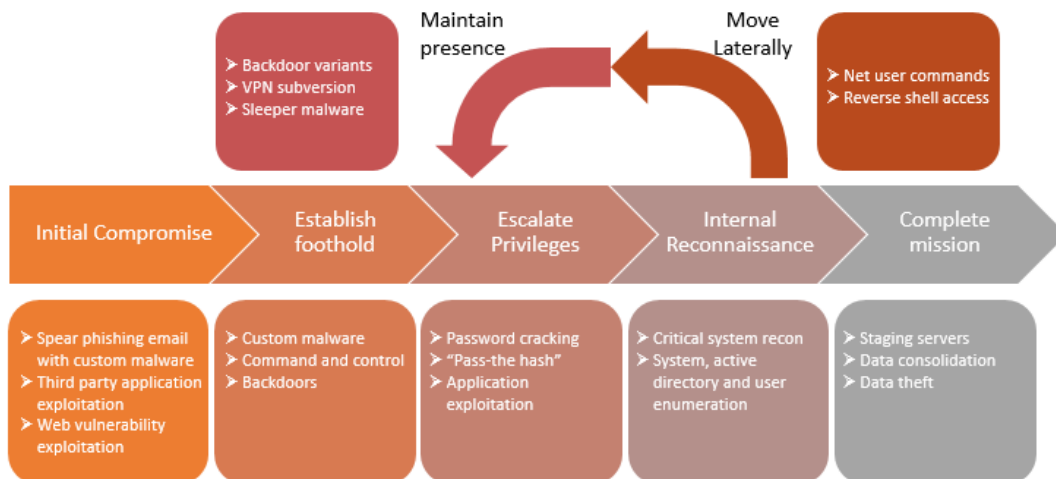 Maintain
presence
Move
Laterally
➤ Backdoor variants
➤ VPN subversion
➤ Sleeper malware
➤ Net user commands
➤ Reverse shell access
Initial Compromise
Establish
foothold
Escalate
Privileges
Internal
Reconnaissance
Complete
mission
➤ Spear phishing email
with custom malware
➤ Third party application
exploitation
➤ Web vulnerability
exploitation
➤ Custom malware
➤ Command and control
➤ Backdoors
➤ Password cracking
➤ “Pass-the hash”
➤ Application
exploitation
➤ Critical system recon
➤ System, active
directory and user
enumeration
➤ Staging servers
➤ Data consolidation
➤ Data theft